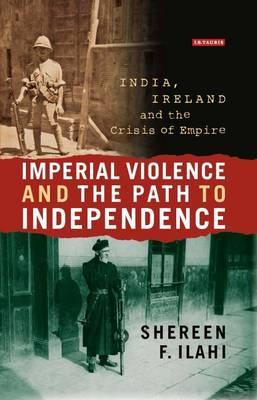 I.B.TAURIS
INDIA,
IRELAND
and the
Crisis of Empire
IMPERIAL VIOLENCE
AND THE PATH TO
INDEPENDENCE
SHEREEN
F. ILAHI